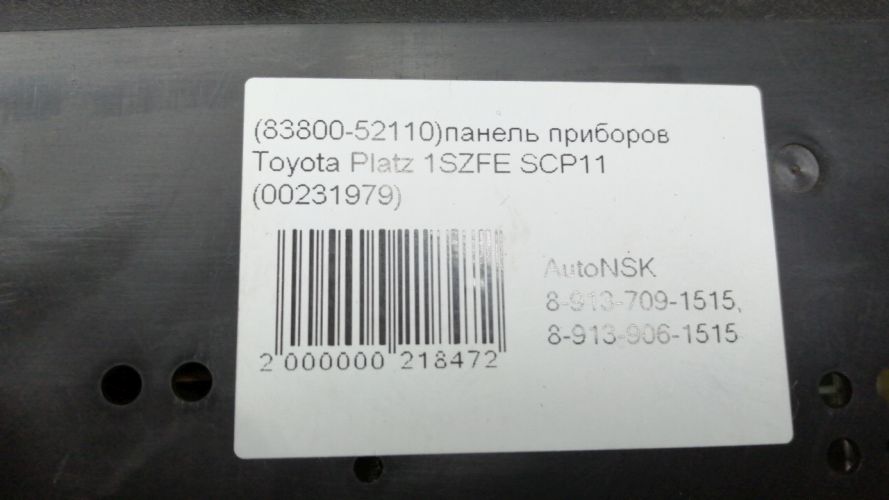 (83800-52110)панель приборов
Toyota Platz 1SZFE SCP11
(00231979)
AutoNSK
8-913-709-1515,
8-913-906-1515
2 000000 218472